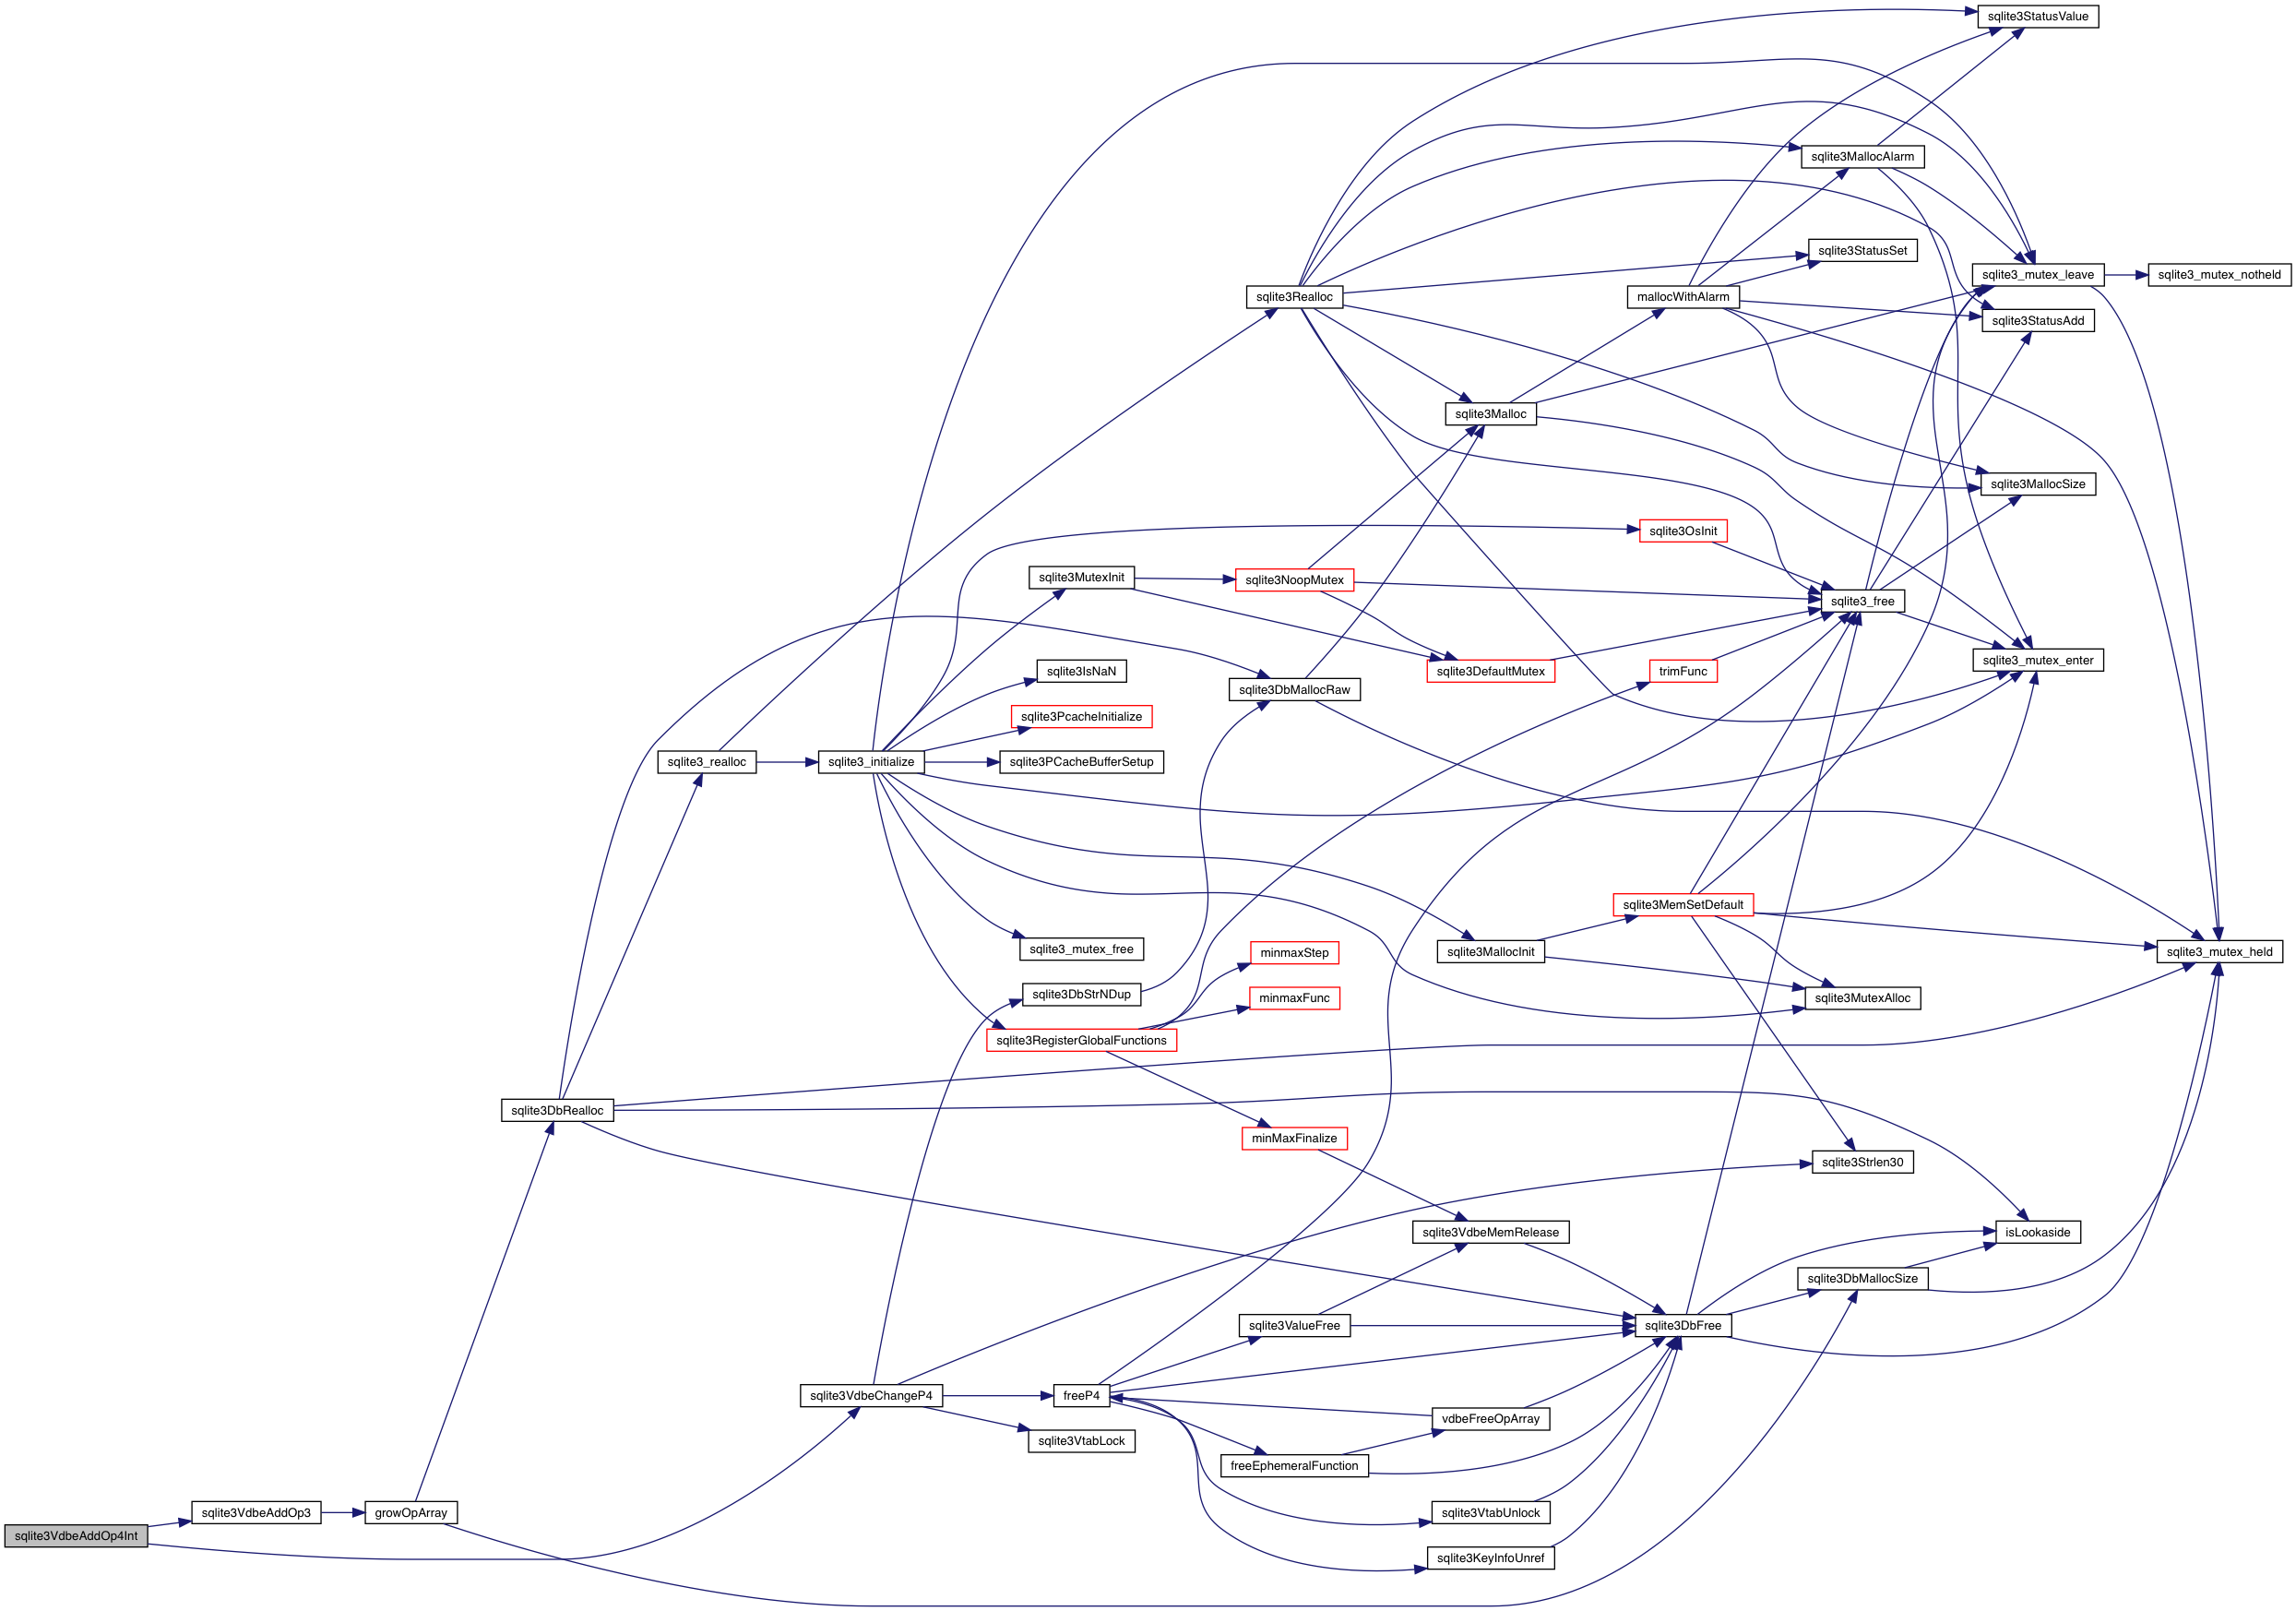 sqlite3StatusValue
sqlite3MallocAlarm
sqlite3StatusSet
sqlite3_mutex_leave
sqlite3_mutex_notheld
sqlite3Realloc
mallocWithAlarm
sqlite3StatusAdd
sqlite3Malloc
sqlite3MallocSize
sqlite3OsInit
sqlite3MutexInit
sqlite3NoopMutex
sqlite3_free
sqlite3IsNaN
sqlite3DefaultMutex
trimFunc
sqlite3_mutex_enter
sqlite3DbMallocRaw
sqlite3PcacheInitialize
sqlite3_realloc
sqlite3_initialize
sqlite3PCacheBufferSetup
sqlite3MemSetDefault
sqlite3_mutex_free
minmaxStep
sqlite3MallocInit
sqlite3_mutex_held
sqlite3DbStrNDup
minmaxFunc
sqlite3MutexAlloc
sqlite3RegisterGlobalFunctions
sqlite3DbRealloc
minMaxFinalize
sqlite3Strlen30
sqlite3VdbeMemRelease
isLookaside
sqlite3DbMallocSize
sqlite3ValueFree
sqlite3DbFree
sqlite3VdbeChangeP4
freeP4
vdbeFreeOpArray
sqlite3VtabLock
freeEphemeralFunction
sqlite3VdbeAddOp3
growOpArray
sqlite3VtabUnlock
sqlite3VdbeAddOp4Int
sqlite3KeyInfoUnref